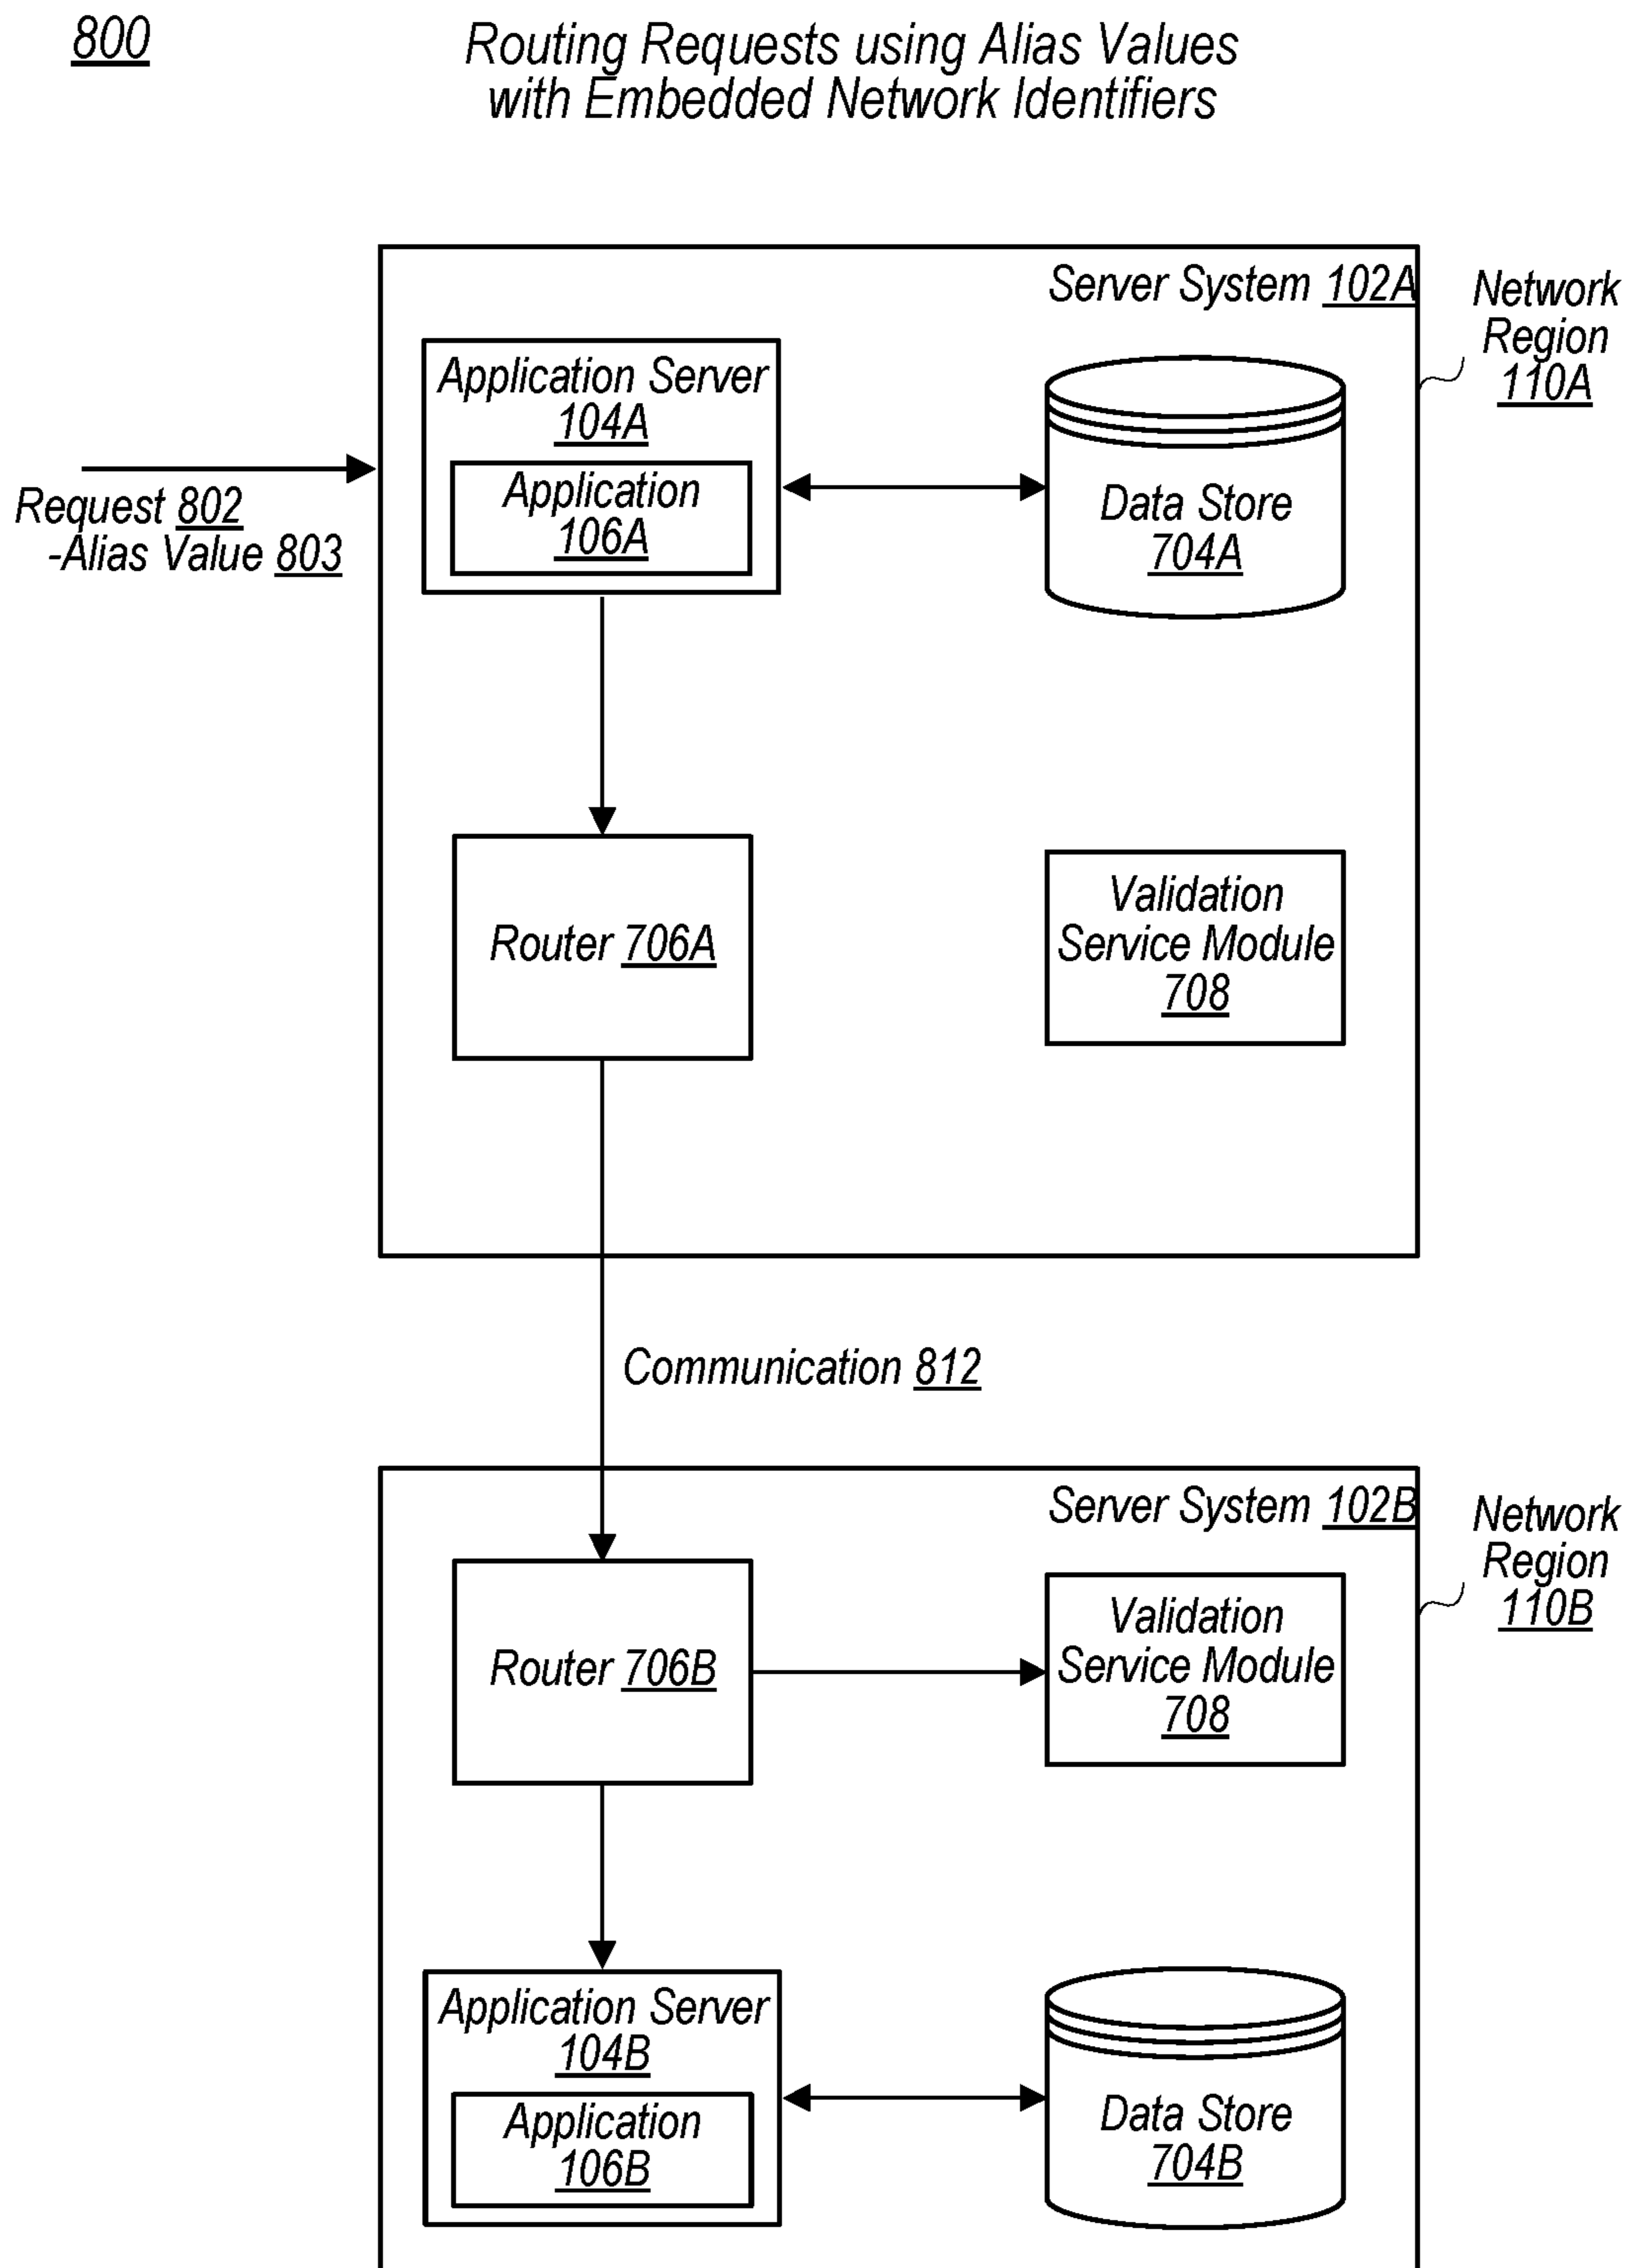 800
Routing Requests using Alias Values
with Embedded Network Identifiers
Server System 102A
Network
Region
110A
Application Server
104A
Application
106A
Data Store
704A
Request 802
-Alias Value 803
Router 706A
Validation
Service Module
708
Communication 812
Server System 102B
Network
Region
110B
Router 706B
Validation
Service Module
708
Application Server
104B
Application
106B
Data Store
704B